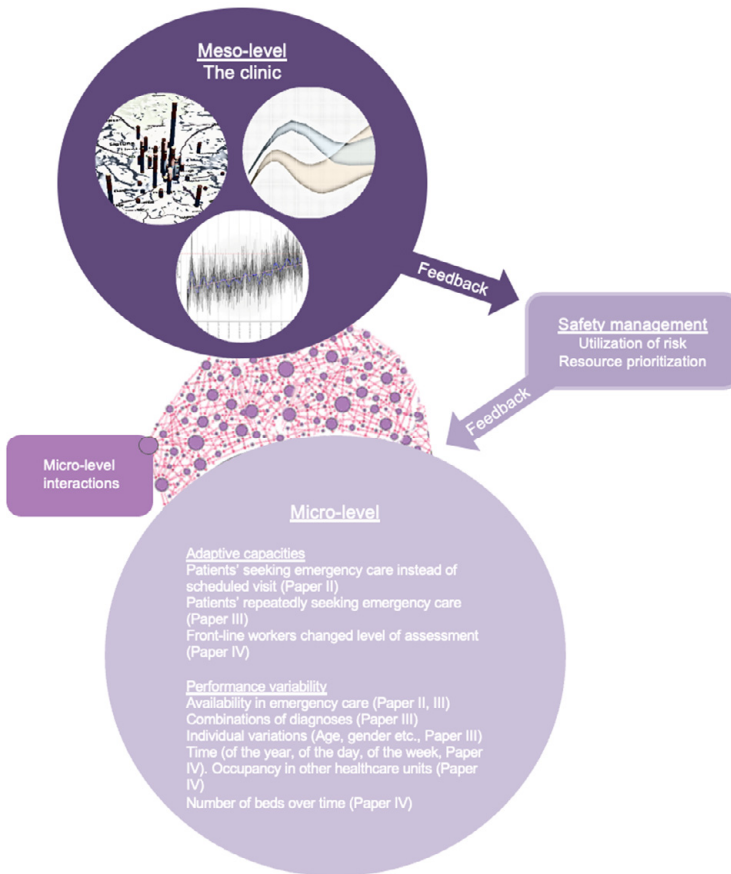 Meso-level
The clinic
Feedback
Safety management
Utilization of risk
Resource prioritization
Feedback
Micro-level
interactions
Micro-level
Adaptive capacities
Patients’ seeking emergency care instead of
scheduled visit (Paper II)
Patients’ repeatedly seeking emergency care
(Paper III)
Front-line workers changed level of assessment
(Paper IV)
Performance variability
Availability in emergency care (Paper II, III)
Combinations of diagnoses (Paper III)
Individual variations (Age, gender etc., Paper III)
Time (of the year, of the day, of the week, Paper
IV). Occupancy in other healthcare units (Paper
IV)
Number of beds over time (Paper IV)